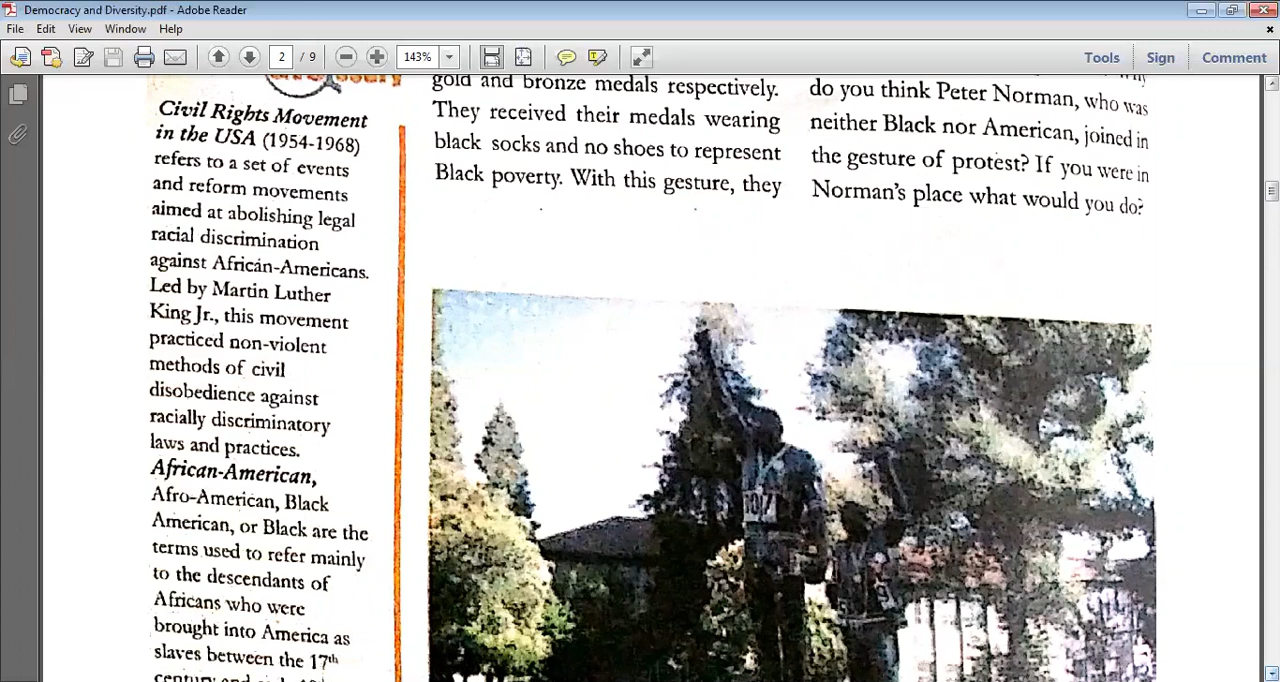 Democracy and Diversity.pdf - Adobe Reader
File Edit View Window Help
2 / 9 143% Tools Sign Comment
Civil Rights Movement
in the USA (1954-1968)
refers to a set of events
and reform movements
aimed at abolishing legal
racial discrimination
against African-Americans.
Led by Martin Luther
King Jr., this movement
practiced non-violent
methods of civil
disobedience against
racially discriminatory
laws and practices.
African-American,
Afro-American, Black
American, or Black are the
terms used to refer mainly
to the descendants of
Africans who were
brought into America as
slaves between the 17th
century and
gold and bronze medals respectively.
They received their medals wearing
black socks and no shoes to represent
Black poverty. With this gesture, they
do you think Peter Norman, who was
neither Black nor American, joined in
the gesture of protest? If you were in
Norman's place what would you do?